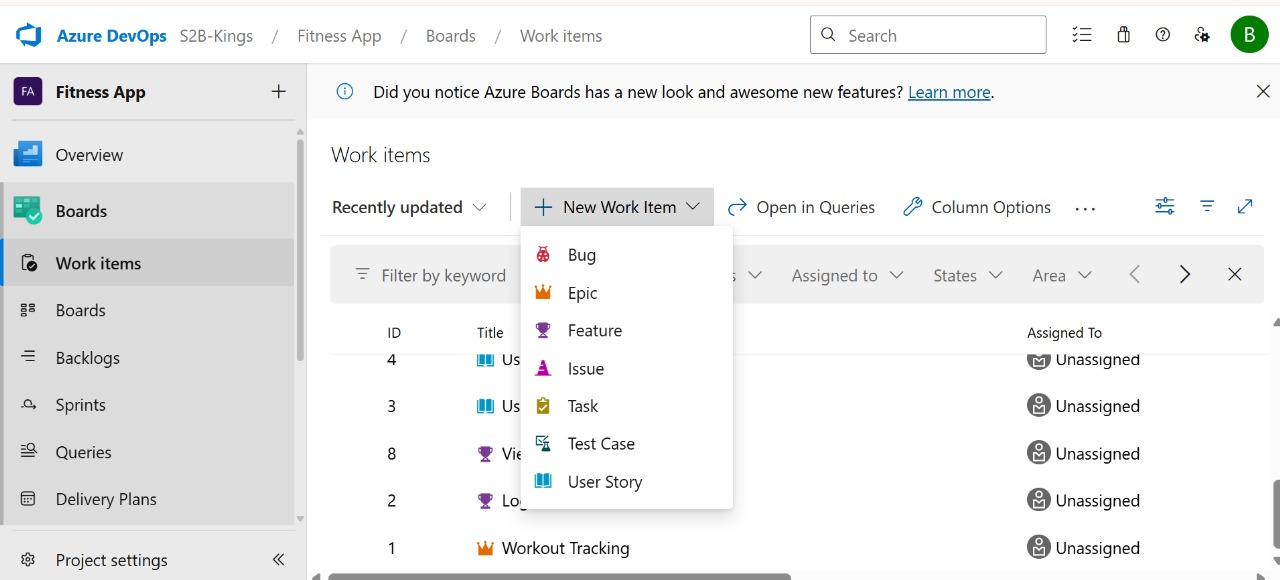 Azure DevOps S2B-Kings / Fitness App / Boards / Work items Search B
FA Fitness App
Did you notice Azure Boards has a new look and awesome new features? Learn more.
Overview
Boards
Work items
Boards
Backlogs
Sprints
Queries
Delivery Plans
Project settings
Work items
Recently updated New Work Item Open in Queries Column Options ...
Bug
Epic
Feature
Issue
Task
Test Case
User Story
Filter by keyword Assigned to States Area
ID Title Assigned To
4 Unassigned
3 Unassigned
8 Unassigned
2 Unassigned
1 Workout Tracking Unassigned